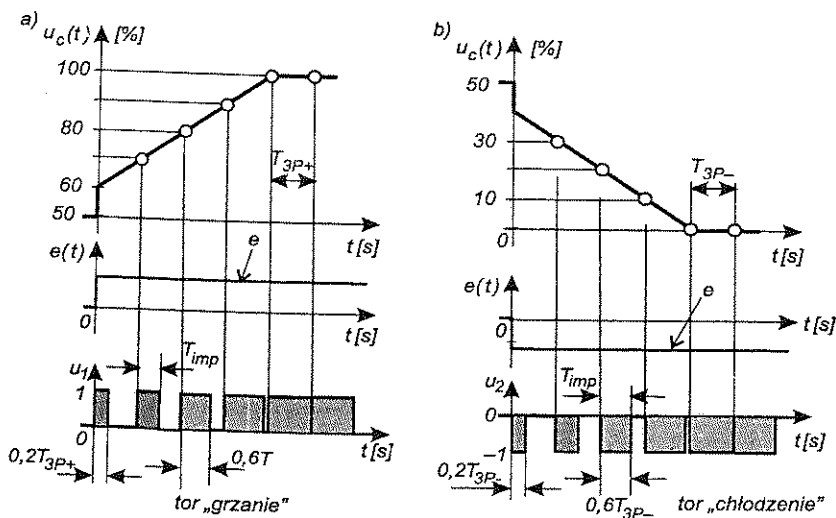 a)
u_c(t) [%]
100
80
60
50
T_3P+
t[s]
e(t)
e
0
t[s]
u_1
T_imp
1
0
t[s]
0,2T_3P+
0,6T
tor „grzanie”
b)
u_c(t) [%]
50
30
10
0
T_3P–
t[s]
e(t)
e
0
t[s]
u_2
T_imp
0
t[s]
–1
0,2T_3P-
0,6T_3P–
tor „chłodzenie”